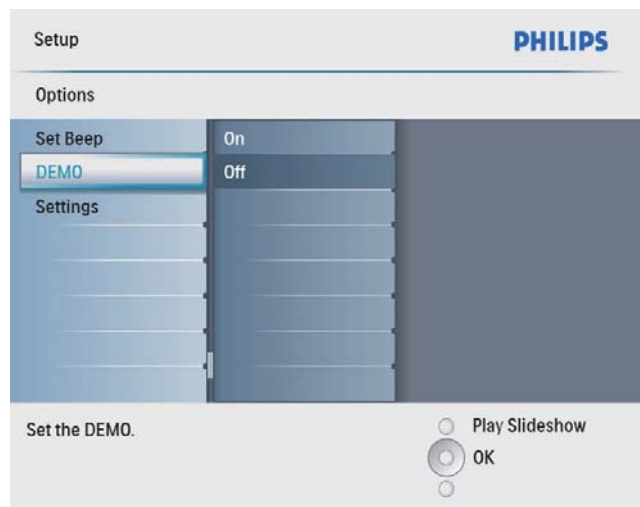 Setup
PHILIPS
Options
Set Beep
On
DEMO
Off
Settings
Set the DEMO.
Play Slideshow
OK